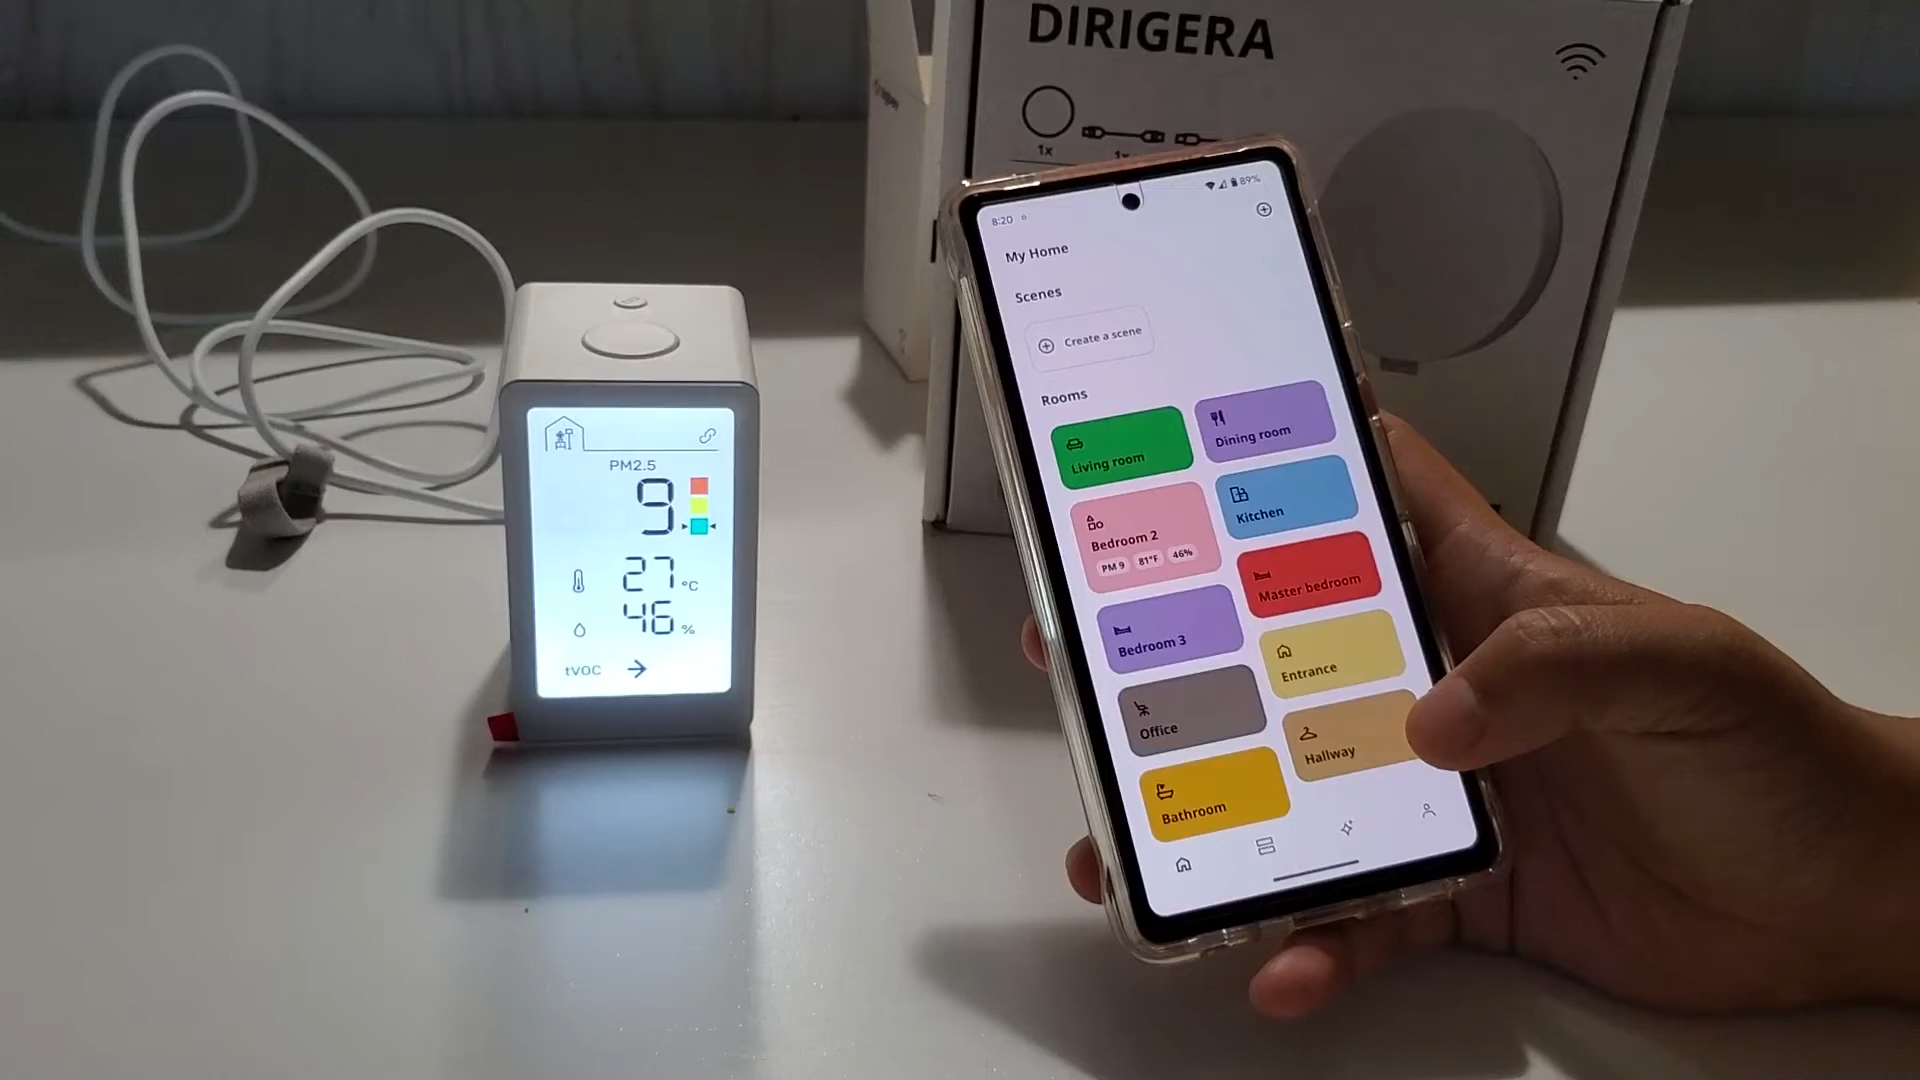 DIRIGERA
1x
PM2.5
9
27 °C
46 %
tVOC
8:20
89%
My Home
Scenes
Create a scene
Rooms
Living room
Dining room
Bedroom 2
PM 9 81°F 46%
Kitchen
Master bedroom
Bedroom 3
Entrance
Office
Hallway
Bathroom